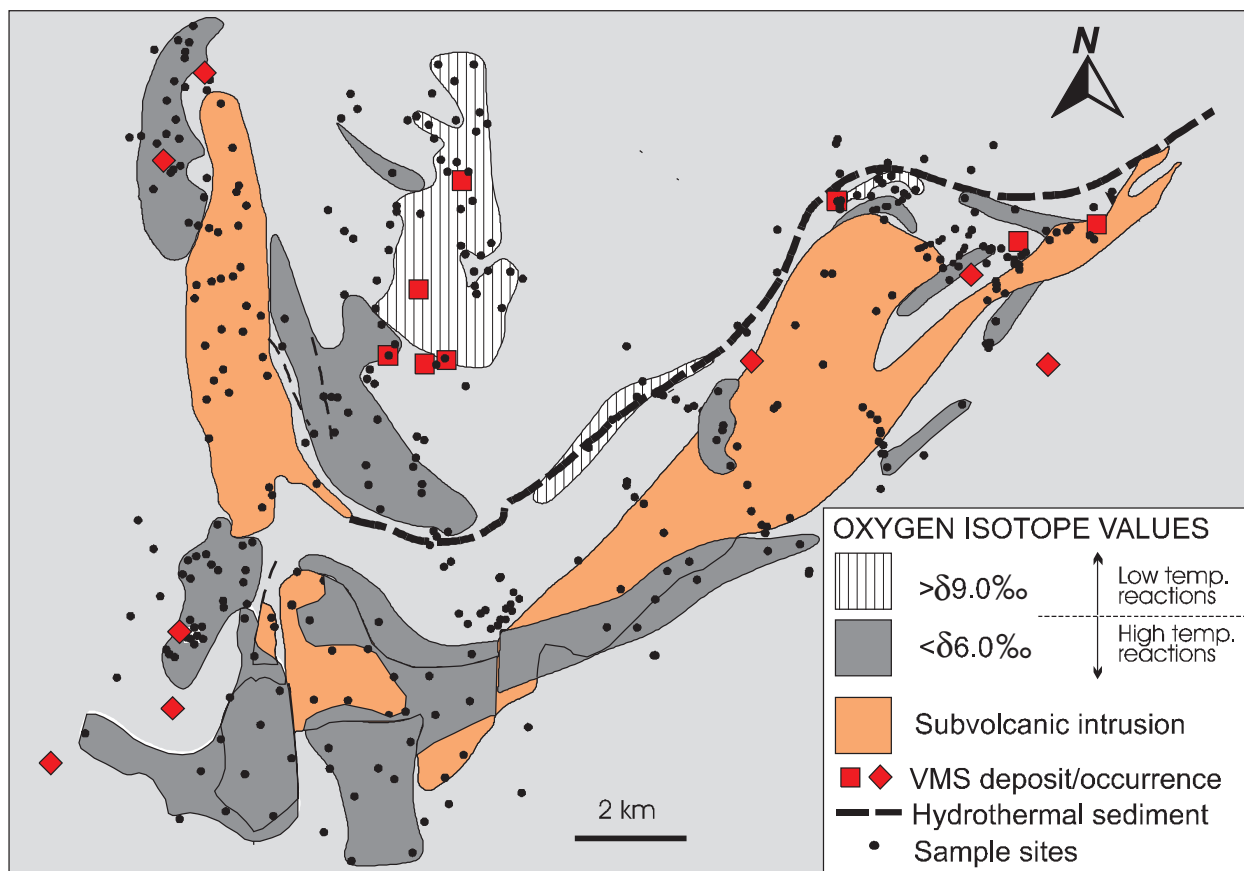 N
OXYGEN ISOTOPE VALUES
>δ9.0‰
Low temp.
reactions
<δ6.0‰
High temp.
reactions
Subvolcanic intrusion
VMS deposit/occurrence
Hydrothermal sediment
Sample sites
2 km